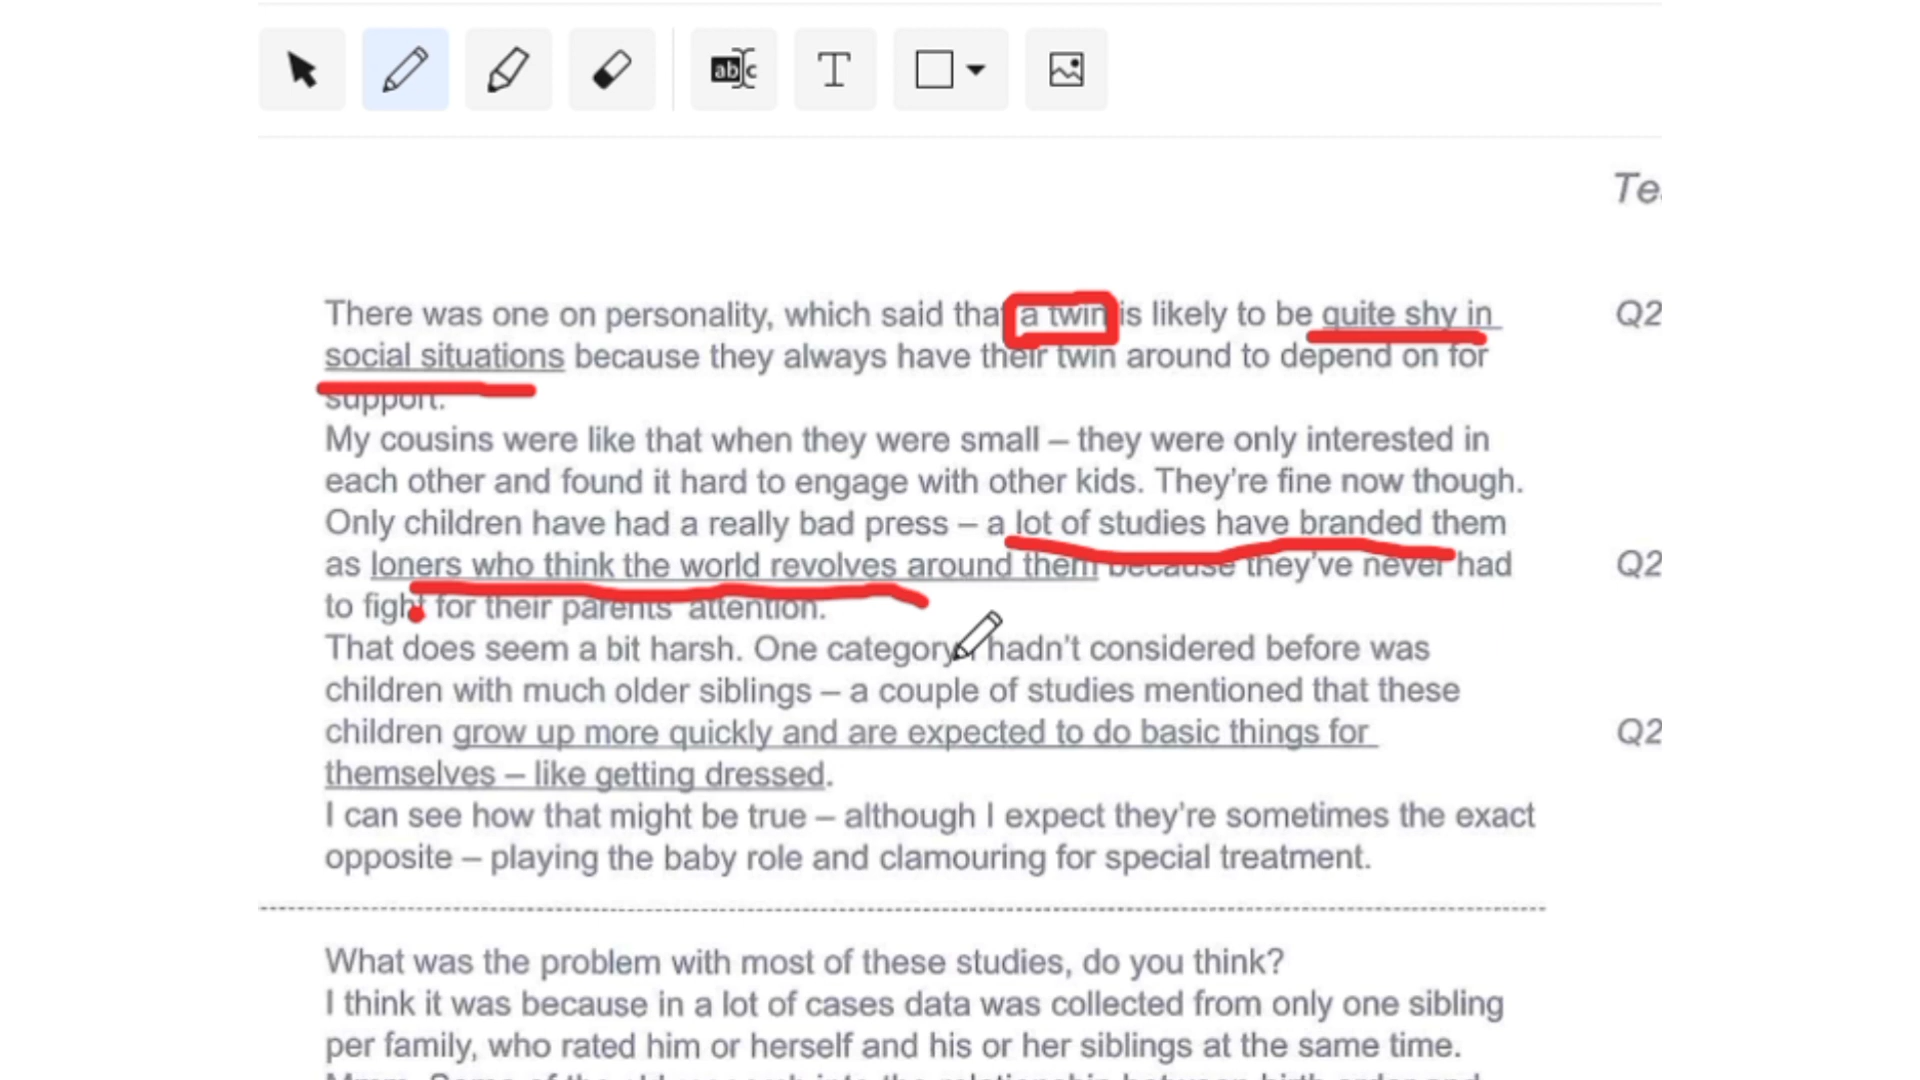 abc T
Te
There was one on personality, which said that a twin is likely to be quite shy in Q2
social situations because they always have their twin around to depend on for
support.
My cousins were like that when they were small – they were only interested in
each other and found it hard to engage with other kids. They're fine now though.
Only children have had a really bad press – a lot of studies have branded them
as loners who think the world revolves around them because they've never had Q2
to fight for their parents' attention.
That does seem a bit harsh. One category I hadn't considered before was
children with much older siblings – a couple of studies mentioned that these
children grow up more quickly and are expected to do basic things for Q2
themselves – like getting dressed.
I can see how that might be true – although I expect they're sometimes the exact
opposite – playing the baby role and clamouring for special treatment.
What was the problem with most of these studies, do you think?
I think it was because in a lot of cases data was collected from only one sibling
per family, who rated him or herself and his or her siblings at the same time.